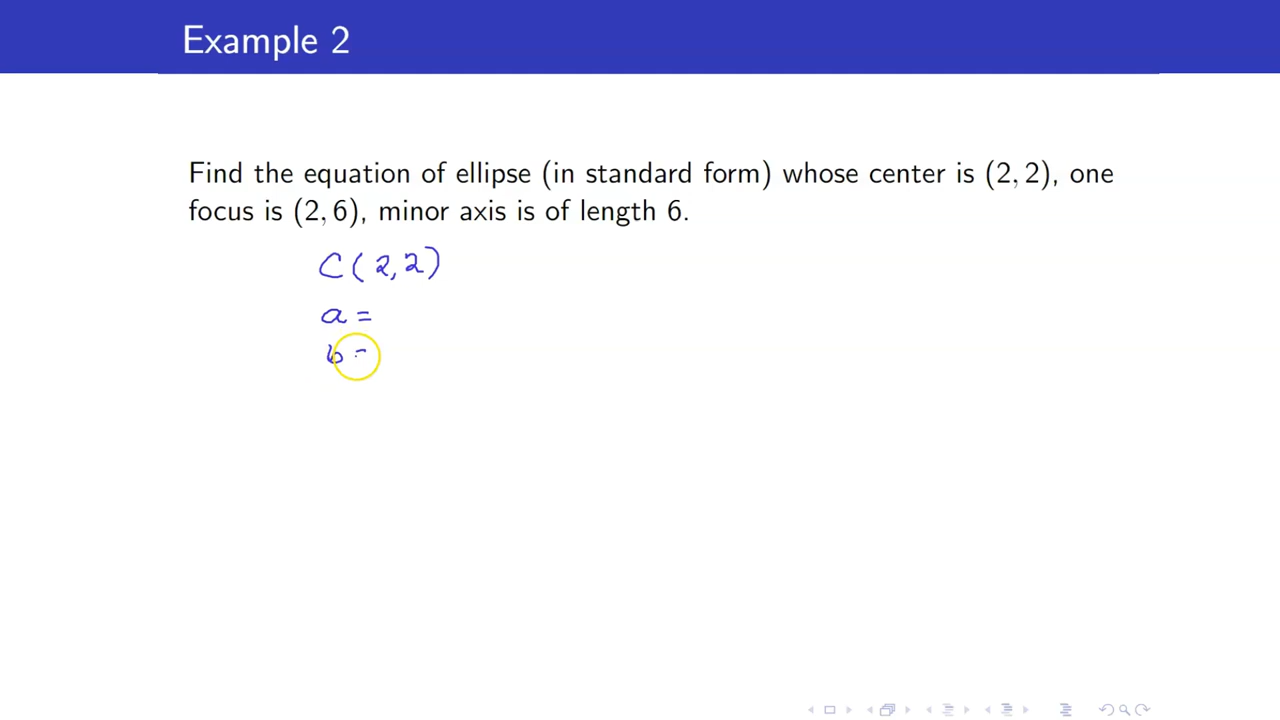 Example 2
Find the equation of ellipse (in standard form) whose center is (2, 2), one
focus is (2, 6), minor axis is of length 6.
C(2,2)
a =
b =